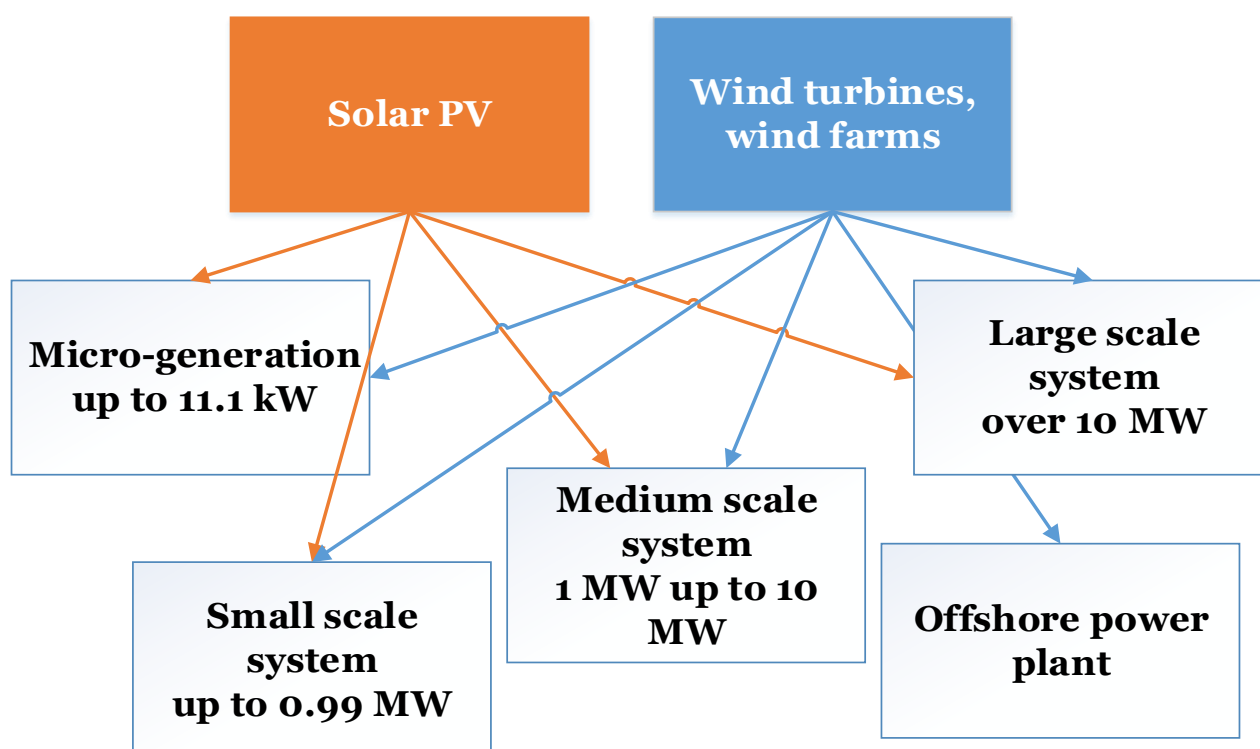 Solar PV
Wind turbines,
wind farms
Micro-generation
up to 11.1 kW
Large scale
system
over 10 MW
Medium scale
system
1 MW up to 10
MW
Small scale
system
up to 0.99 MW
Offshore power
plant